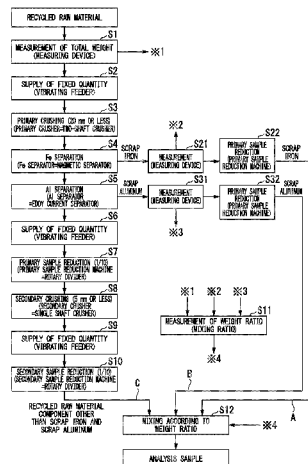 RECYCLED RAW MATERIAL
S1
MEASUREMENT OF TOTAL WEIGHT
(MEASURING DEVICE)
※1
S2
SUPPLY OF FIXED QUANTITY
(VIBRATING FEEDER)
S3
PRIMARY CRUSHING (20 mm OR LESS)
(PRIMARY CRUSHER=TWO-SHAFT CRUSHER)
※2
S4
Fe SEPARATION
(Fe SEPARATOR=MAGNETIC SEPARATOR)
SCRAP
IRON
S21
MEASUREMENT
(MEASURING DEVICE)
S22
PRIMARY SAMPLE
REDUCTION
(PRIMARY SAMPLE
REDUCTION MACHINE)
SCRAP
IRON
S5
Al SEPARATION
(Al SEPARATOR
=EDDY CURRENT SEPARATOR)
SCRAP
ALUMINUM
S31
MEASUREMENT
(MEASURING DEVICE)
※3
S32
PRIMARY SAMPLE
REDUCTION
(PRIMARY SAMPLE
REDUCTION MACHINE)
SCRAP
ALUMINUM
S6
SUPPLY OF FIXED QUANTITY
(VIBRATING FEEDER)
S7
PRIMARY SAMPLE REDUCTION (1/10)
(PRIMARY SAMPLE REDUCTION MACHINE
=ROTARY DIVIDER)
S8
SECONDARY CRUSHING (5 mm OR LESS)
(SECONDARY CRUSHER
=SINGLE SHAFT CRUSHER)
※1 ※2 ※3
S11
MEASUREMENT OF WEIGHT RATIO
(MIXING RATIO)
※4
S9
SUPPLY OF FIXED QUANTITY
(VIBRATING FEEDER)
S10
SECONDARY SAMPLE REDUCTION (1/10)
(SECONDARY SAMPLE REDUCTION MACHINE
=ROTARY DIVIDER)
RECYCLED RAW MATERIAL
COMPONENT OTHER
THAN SCRAP IRON AND
SCRAP ALUMINUM
C
B
A
S12
MIXING ACCORDING TO
WEIGHT RATIO
※4
ANALYSIS SAMPLE